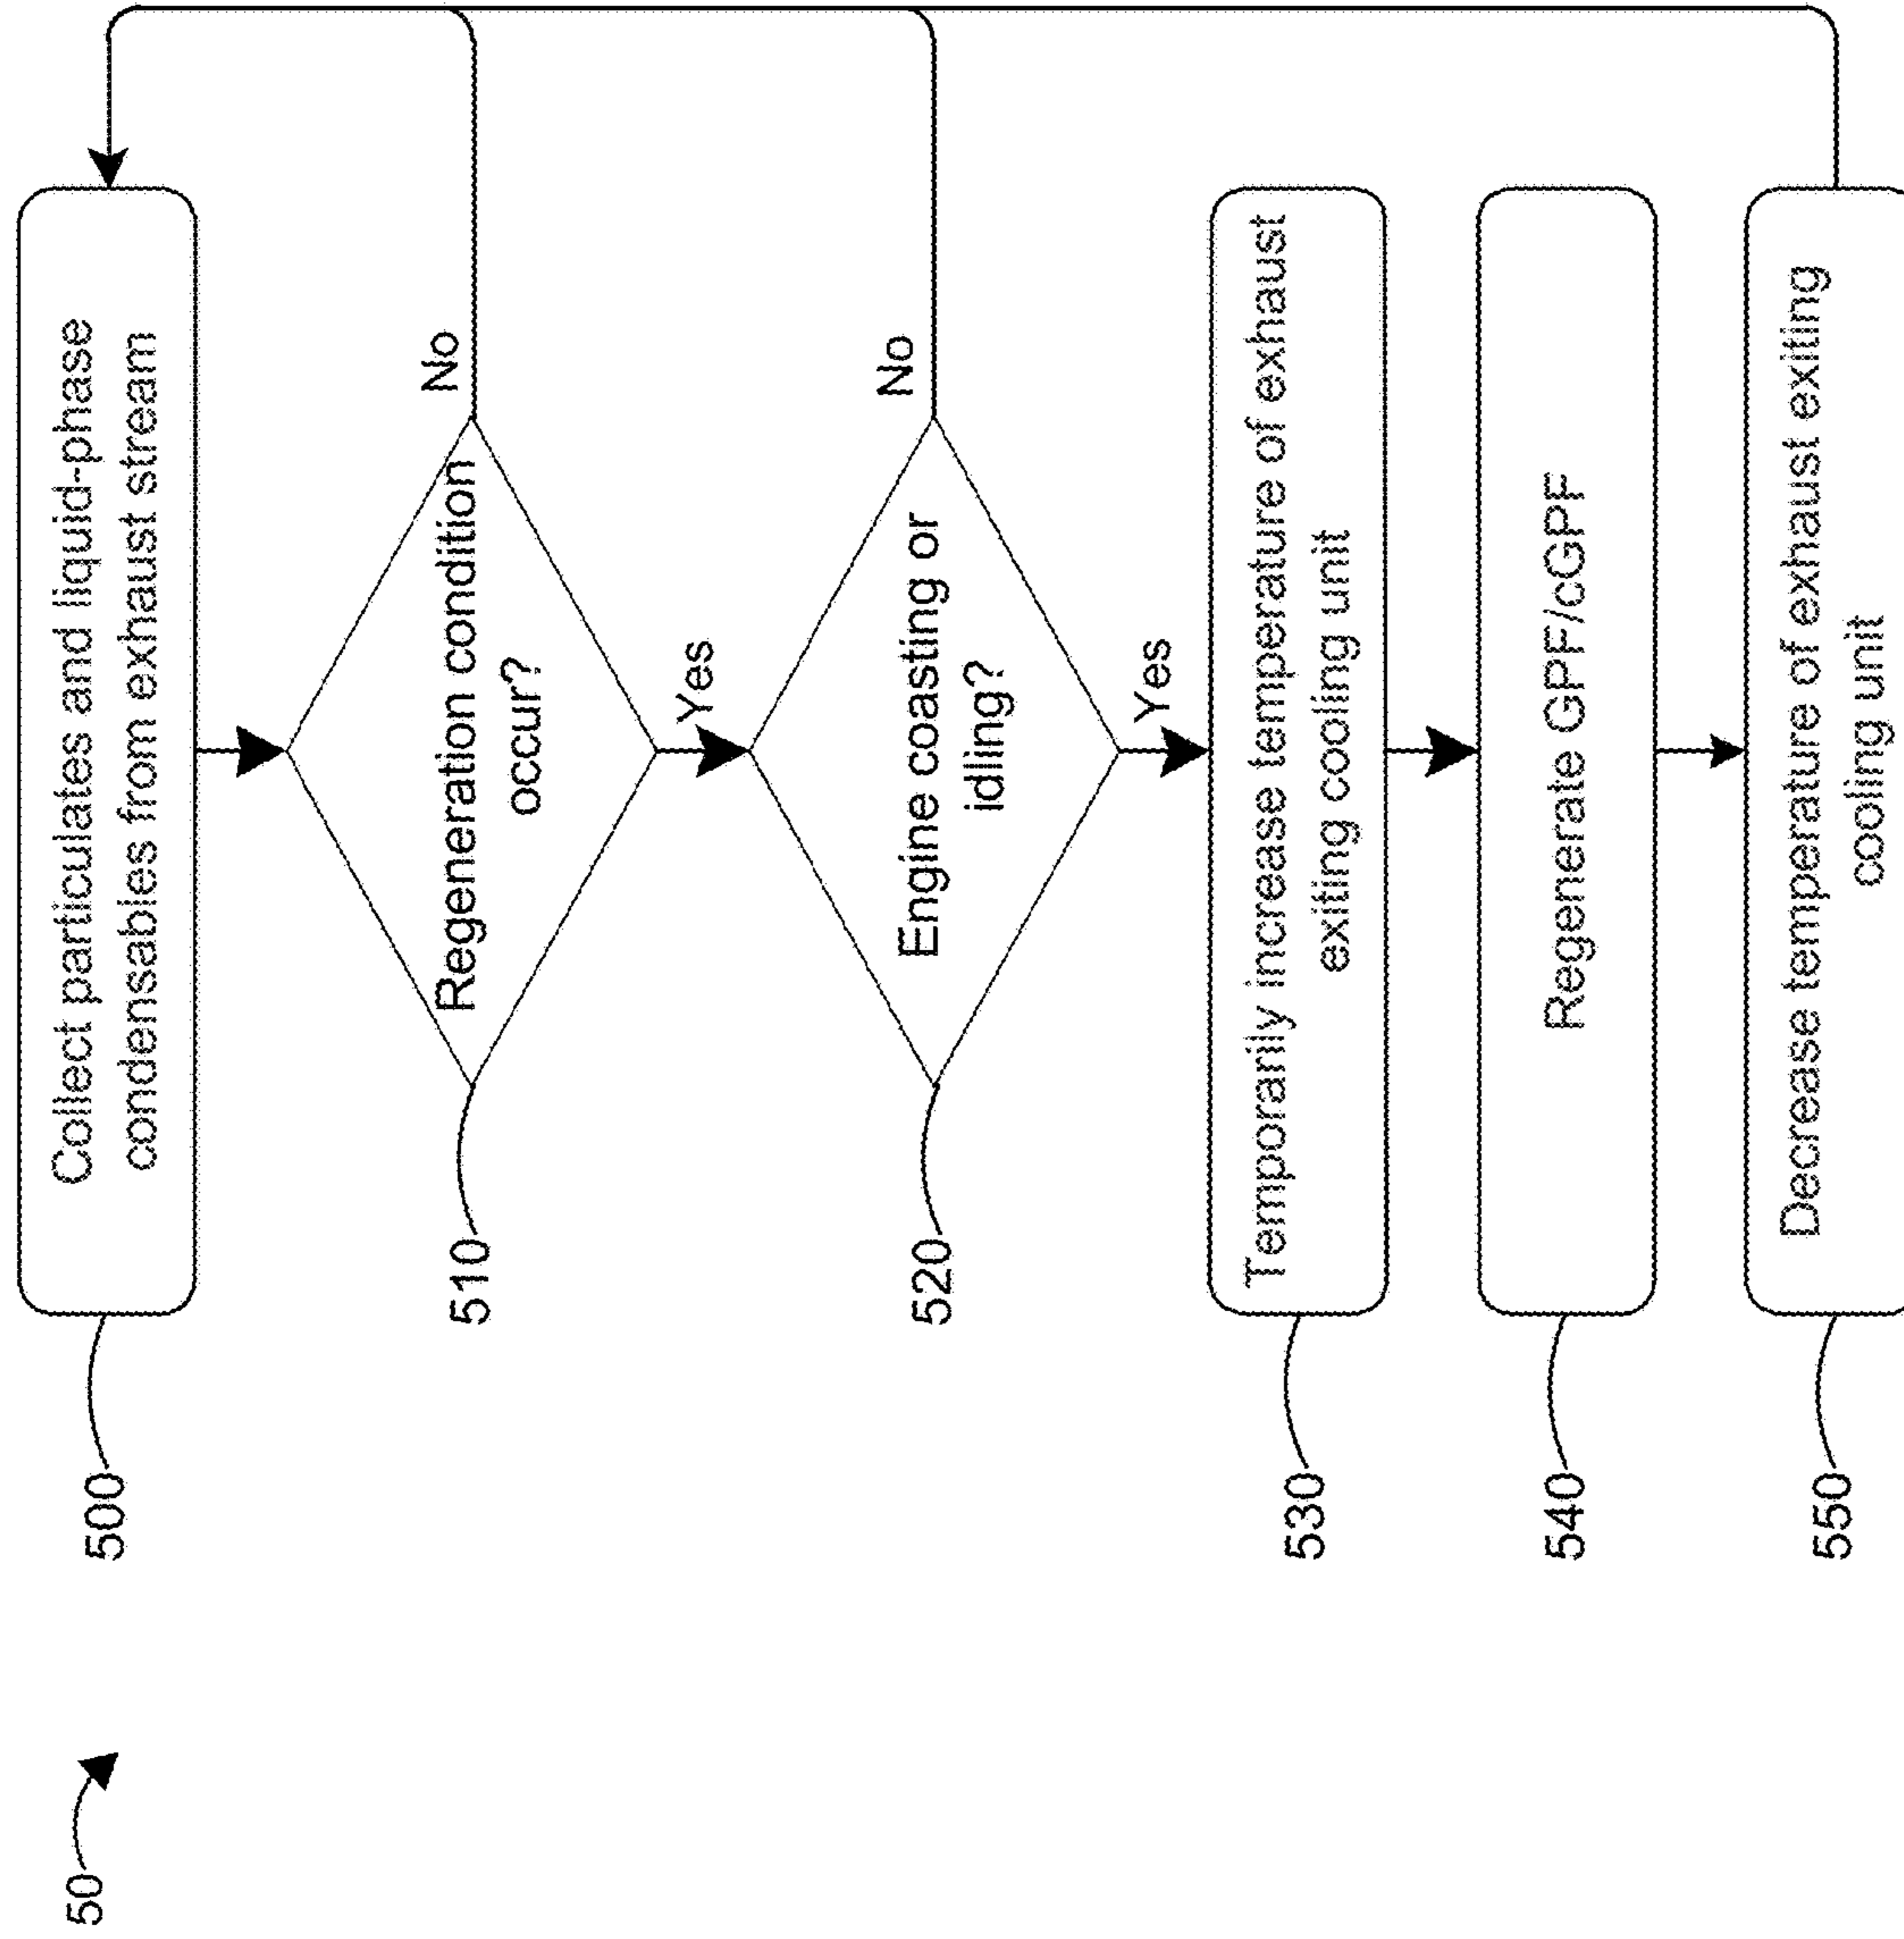 50
500
Collect particulates and liquid-phase
condensables from exhaust stream
510
Regeneration condition
occur?
No
Yes
520
Engine coasting or
idling?
No
Yes
530
Temporarily increase temperature of exhaust
exiting cooling unit
540
Regenerate GPF/cGPF
550
Decrease temperature of exhaust exiting
cooling unit